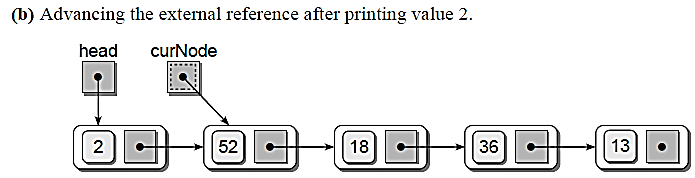 (b) Advancing the external reference after printing value 2.
head curNode
2 52 18 36 13